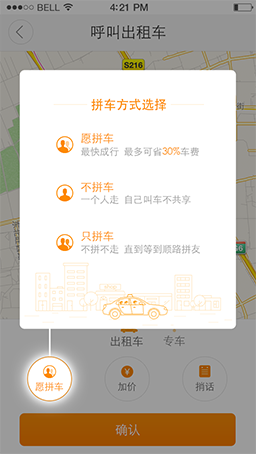 BELL 4:21 PM
呼叫出租车
S216
拼车方式选择
愿拼车
最快成行 最多可省30%车费
不拼车
一个人走 自己叫车不共享
只拼车
不拼不走 直到等到顺路拼友
出租车 专车
愿拼车 加价 捎话
确认